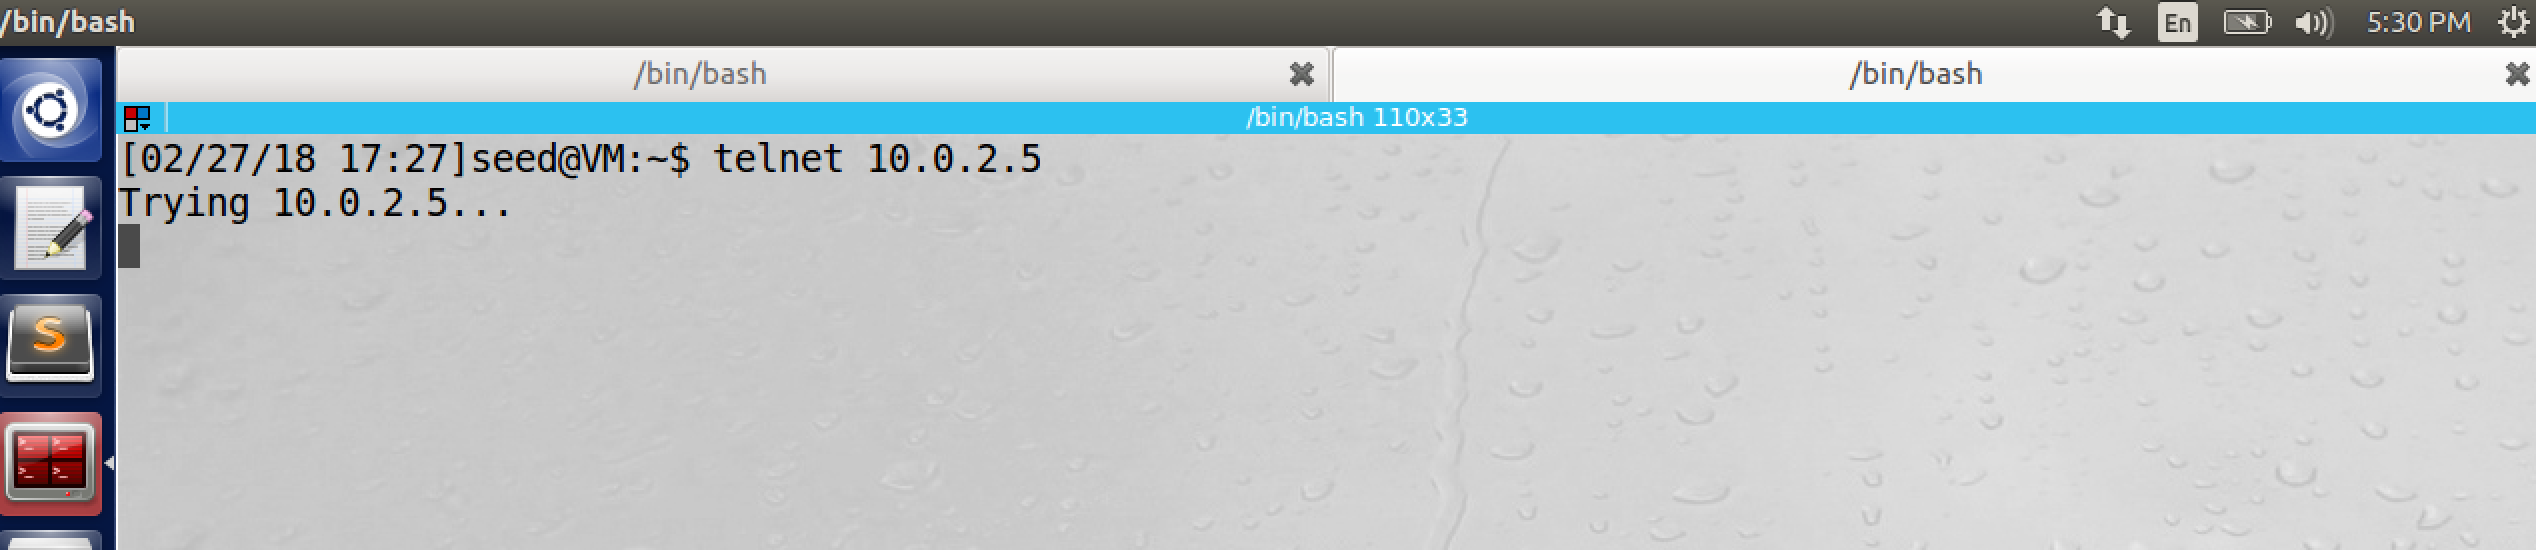 /bin/bash
En
5:30 PM
/bin/bash
/bin/bash
/bin/bash 110x33
[02/27/18 17:27]seed@VM:~$ telnet 10.0.2.5
Trying 10.0.2.5...
S